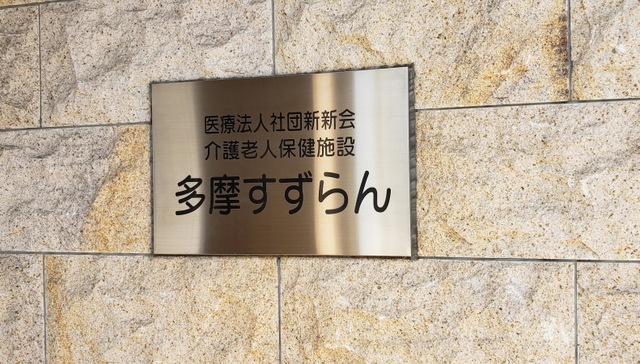 医療法人社団新新会
介護老人保健施設
多摩すずらん